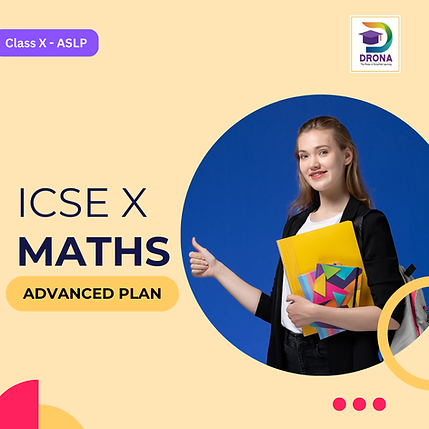 Class X - ASLP
DRONA
ICSE X
MATHS
ADVANCED PLAN